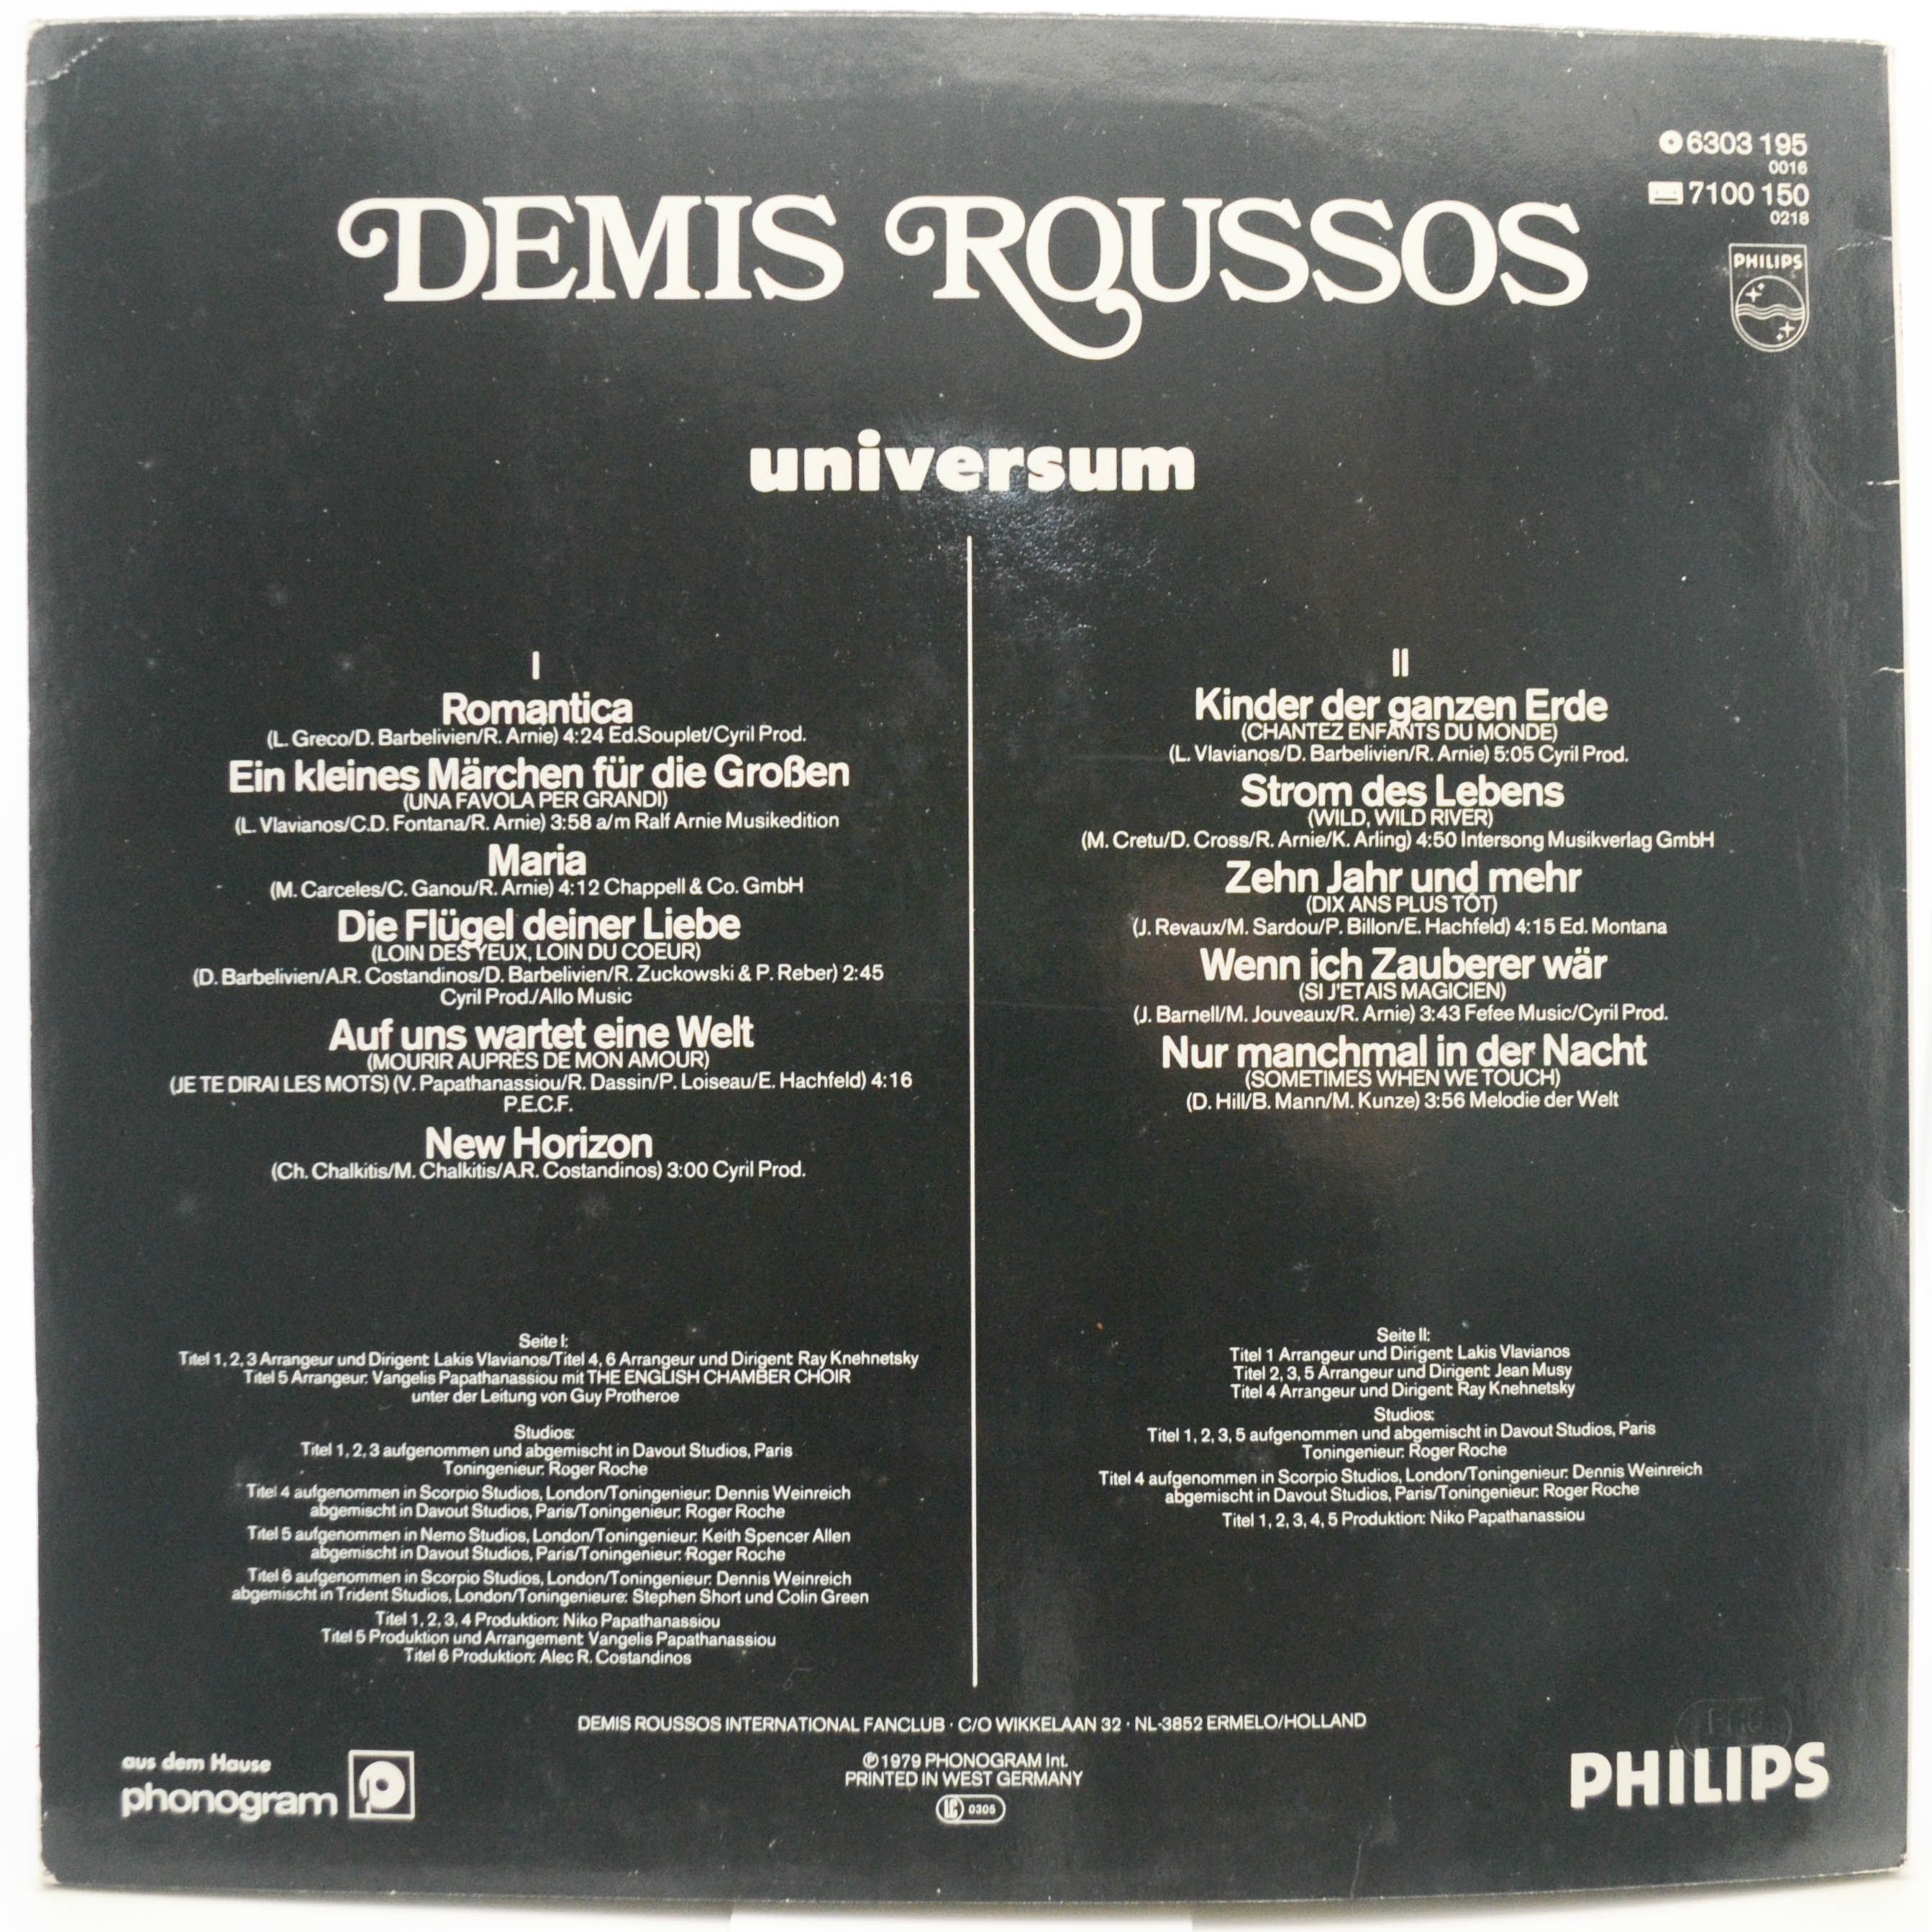 6303 195
0016
7100 150
0218
PHILIPS
DEMIS ROUSSOS
universum
I
Romantica
(L. Greco/D. Barbelivien/R. Arnie) 4:24 Ed.Souplet/Cyril Prod.
Ein kleines Märchen für die Großen
(UNA FAVOLA PER GRANDI)
(L. Vlavianos/C.D. Fontana/R. Arnie) 3:58 a/m Ralf Arnie Musikedition
Maria
(M. Carceles/C. Ganou/R. Arnie) 4:12 Chappell & Co. GmbH
Die Flügel deiner Liebe
(LOIN DES YEUX, LOIN DU COEUR)
(D. Barbelivien/A.R. Costandinos/D. Barbelivien/R. Zuckowski & P. Reber) 2:45
Cyril Prod./Allo Music
Auf uns wartet eine Welt
(MOURIR AUPRÈS DE MON AMOUR)
(JE TE DIRAI LES MOTS) (V. Papathanassiou/R. Dassin/P. Loiseau/E. Hachfeld) 4:16
P.E.C.F.
New Horizon
(Ch. Chalkitis/M. Chalkitis/A.R. Costandinos) 3:00 Cyril Prod.
II
Kinder der ganzen Erde
(CHANTEZ ENFANTS DU MONDE)
(L. Vlavianos/D. Barbelivien/R. Arnie) 5:05 Cyril Prod.
Strom des Lebens
(WILD, WILD RIVER)
(M. Cretu/D. Cross/R. Arnie/K. Arling) 4:50 Intersong Musikverlag GmbH
Zehn Jahr und mehr
(DIX ANS PLUS TÔT)
(J. Revaux/M. Sardou/P. Billon/E. Hachfeld) 4:15 Ed. Montana
Wenn ich Zauberer wär
(SI J'ETAIS MAGICIEN)
(J. Barnell/M. Jouveaux/R. Arnie) 3:43 Fefee Music/Cyril Prod.
Nur manchmal in der Nacht
(SOMETIMES WHEN WE TOUCH)
(D. Hill/B. Mann/M. Kunze) 3:56 Melodie der Welt
Seite I:
Titel 1, 2, 3 Arrangeur und Dirigent: Lakis Vlavianos/Titel 4, 6 Arrangeur und Dirigent: Ray Knehnetsky
Titel 5 Arrangeur: Vangelis Papathanassiou mit THE ENGLISH CHAMBER CHOIR
unter der Leitung von Guy Protheroe
Studios:
Titel 1, 2, 3 aufgenommen und abgemischt in Davout Studios, Paris
Toningenieur: Roger Roche
Titel 4 aufgenommen in Scorpio Studios, London/Toningenieur: Dennis Weinreich
abgemischt in Davout Studios, Paris/Toningenieur: Roger Roche
Titel 5 aufgenommen in Nemo Studios, London/Toningenieur: Keith Spencer Allen
abgemischt in Davout Studios, Paris/Toningenieur: Roger Roche
Titel 6 aufgenommen in Scorpio Studios, London/Toningenieur: Dennis Weinreich
abgemischt in Trident Studios, London/Toningenieure: Stephen Short und Colin Green
Titel 1, 2, 3, 4 Produktion: Niko Papathanassiou
Titel 5 Produktion und Arrangement: Vangelis Papathanassiou
Titel 6 Produktion: Alec R. Costandinos
Seite II:
Titel 1 Arrangeur und Dirigent: Lakis Vlavianos
Titel 2, 3, 5 Arrangeur und Dirigent: Jean Musy
Titel 4 Arrangeur und Dirigent: Ray Knehnetsky
Studios:
Titel 1, 2, 3, 5 aufgenommen und abgemischt in Davout Studios, Paris
Toningenieur: Roger Roche
Titel 4 aufgenommen in Scorpio Studios, London/Toningenieur: Dennis Weinreich
abgemischt in Davout Studios, Paris/Toningenieur: Roger Roche
Titel 1, 2, 3, 4, 5 Produktion: Niko Papathanassiou
DEMIS ROUSSOS INTERNATIONAL FANCLUB · C/O WIKKELAAN 32 · NL-3852 ERMELO/HOLLAND
aus dem Hause
phonogram
℗ 1979 PHONOGRAM Int.
PRINTED IN WEST GERMANY
LC 0305
PHILIPS